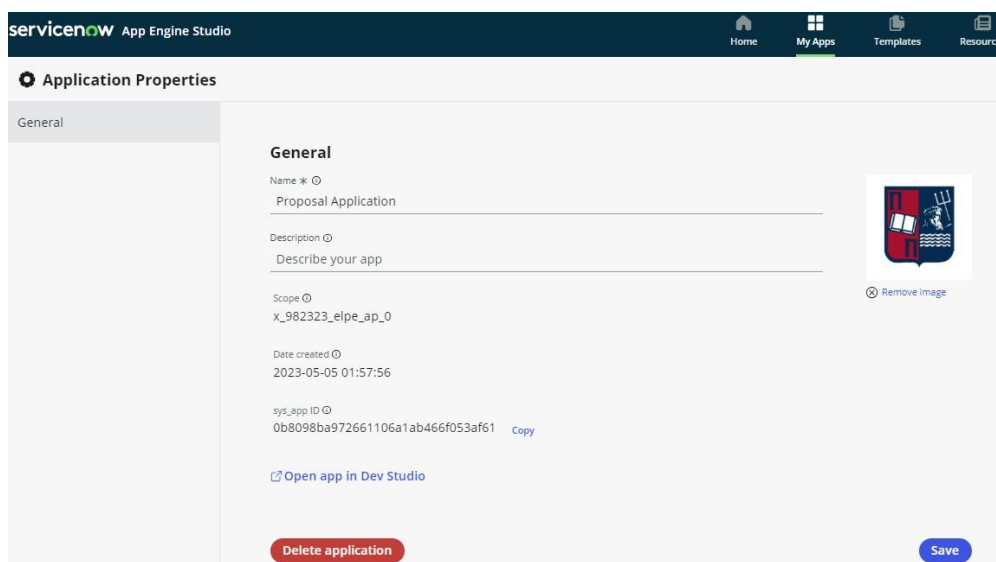 servicenow App Engine Studio
Home
My Apps
Templates
Application Properties
General
General
Name *
Proposal Application
Description
Describe your app
Remove image
Scope
x_982323_elpe_ap_0
Date created
2023-05-05 01:57:56
sys_app ID
0b8098ba972661106a1ab466f053af61 Copy
Open app in Dev Studio
Delete application
Save